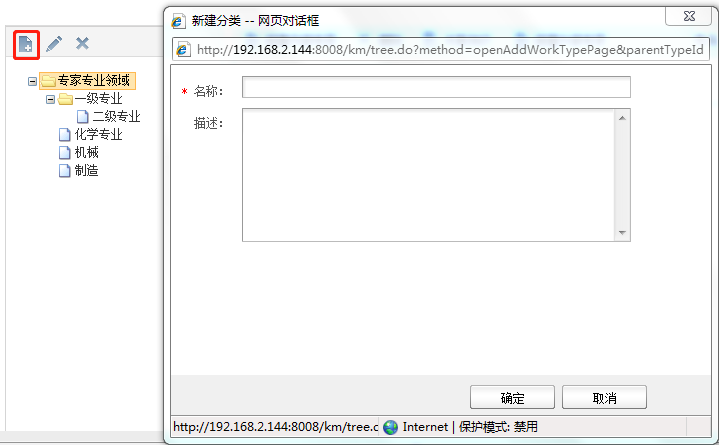 新建分类 -- 网页对话框
http://192.168.2.144:8008/km/tree.do?method=openAddWorkTypePage&parentTypeId
专家专业领域
一级专业
二级专业
化学专业
机械
制造
* 名称:
描述:
确定
取消
http://192.168.2.144:8008/km/tree.c
Internet | 保护模式: 禁用